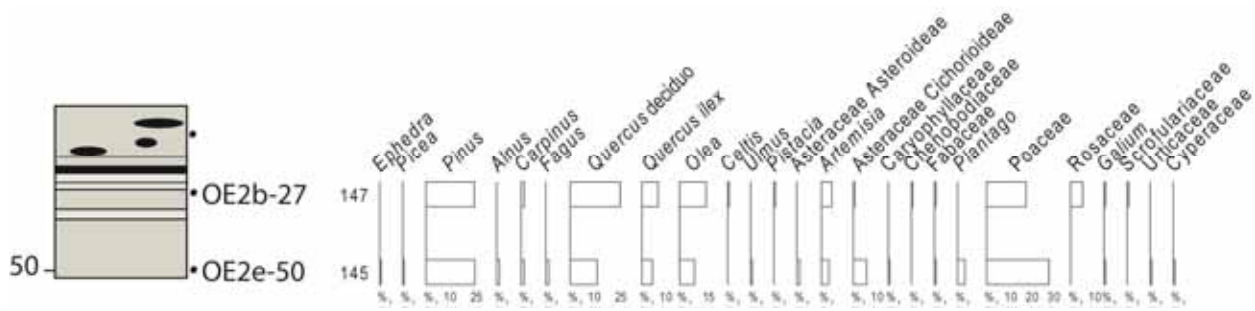 Ephedra
Picea
Pinus
Alnus
Carpinus
Fagus
Quercus deciduo
Quercus ilex
Olea
Celtis
Ulmus
Pistacia
Asteraceae Asteroideae
Artemisia
Asteraceae Cichorioideae
Caryophyllaceae
Chenopodiaceae
Fabaceae
Plantago
Poaceae
Rosaceae
Galium
Scrofulariaceae
Urticaceae
Cyperaceae
OE2b-27
147
50
OE2e-50
145
%, %, %, 10 25 %, %, %, %, 10 25 %, 10 %, 15 %, %, %, %, %, %, 10 %, %, %, %, %, 10 20 30 %, 10 %, %, %, %,